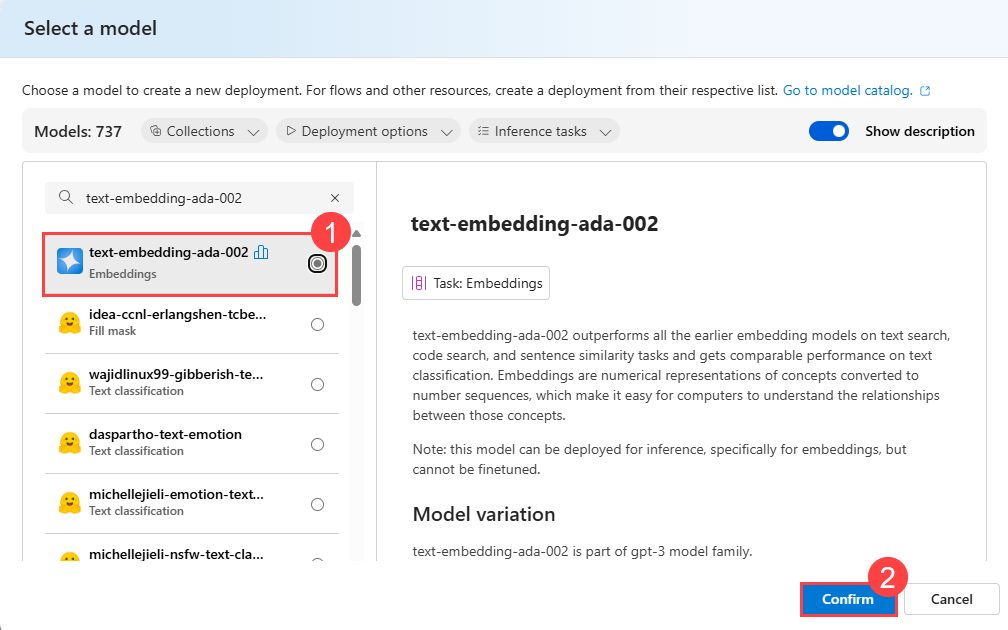 Select a model
Choose a model to create a new deployment. For flows and other resources, create a deployment from their respective list. Go to model catalog.
Models: 737
Collections
Deployment options
Inference tasks
Show description
text-embedding-ada-002
1
text-embedding-ada-002
Embeddings
idea-ccnl-erlangshen-tcbe...
Fill mask
wajidlinux99-gibberish-te...
Text classification
daspartho-text-emotion
Text classification
michellejieli-emotion-text...
Text classification
michellejieli-nsfw-text-cla...
text-embedding-ada-002
Task: Embeddings
text-embedding-ada-002 outperforms all the earlier embedding models on text search,
code search, and sentence similarity tasks and gets comparable performance on text
classification. Embeddings are numerical representations of concepts converted to
number sequences, which make it easy for computers to understand the relationships
between those concepts.
Note: this model can be deployed for inference, specifically for embeddings, but
cannot be finetuned.
Model variation
text-embedding-ada-002 is part of gpt-3 model family.
2
Confirm
Cancel